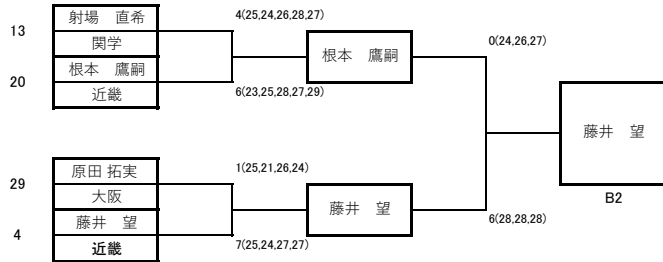 13
射場　直希
関学
20
根本　鷹嗣
近畿
4(25,24,26,28,27)
6(23,25,28,27,29)
根本　鷹嗣
0(24,26,27)
29
原田 拓実
大阪
4
藤井　望
近畿
1(25,21,26,24)
7(25,24,27,27)
藤井　望
6(28,28,28)
藤井　望
B2